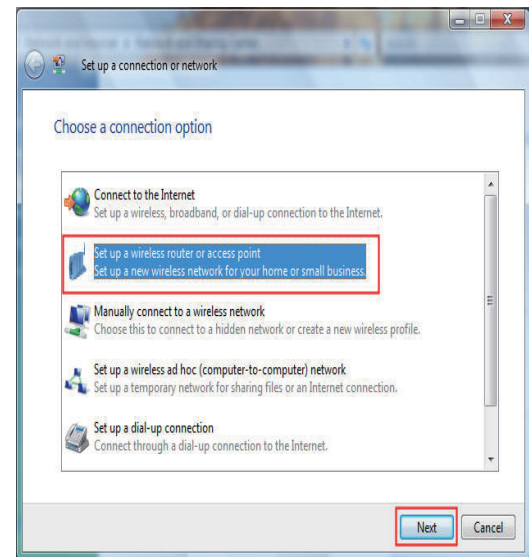 Set up a connection or network
Choose a connection option
Connect to the Internet
Set up a wireless, broadband, or dial-up connection to the Internet.
Set up a wireless router or access point
Set up a new wireless network for your home or small business.
Manually connect to a wireless network
Choose this to connect to a hidden network or create a new wireless profile.
Set up a wireless ad hoc (computer-to-computer) network
Set up a temporary network for sharing files or an Internet connection.
Set up a dial-up connection
Connect through a dial-up connection to the Internet.
Next
Cancel